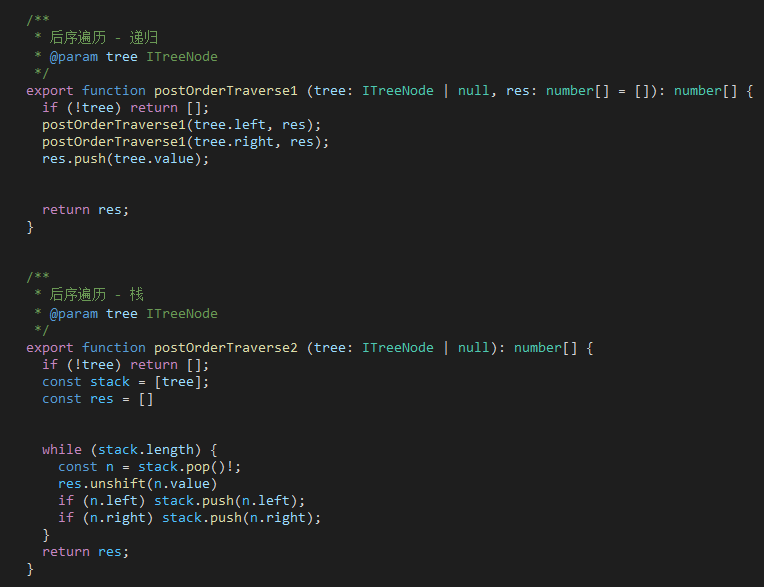 /**
 * 后序遍历 - 递归
 * @param tree ITreeNode
 */
export function postOrderTraverse1 (tree: ITreeNode | null, res: number[] = []): number[] {
  if (!tree) return [];
  postOrderTraverse1(tree.left, res);
  postOrderTraverse1(tree.right, res);
  res.push(tree.value);
  return res;
}
/**
 * 后序遍历 - 栈
 * @param tree ITreeNode
 */
export function postOrderTraverse2 (tree: ITreeNode | null): number[] {
  if (!tree) return [];
  const stack = [tree];
  const res = []
  while (stack.length) {
    const n = stack.pop()!;
    res.unshift(n.value)
    if (n.left) stack.push(n.left);
    if (n.right) stack.push(n.right);
  }
  return res;
}